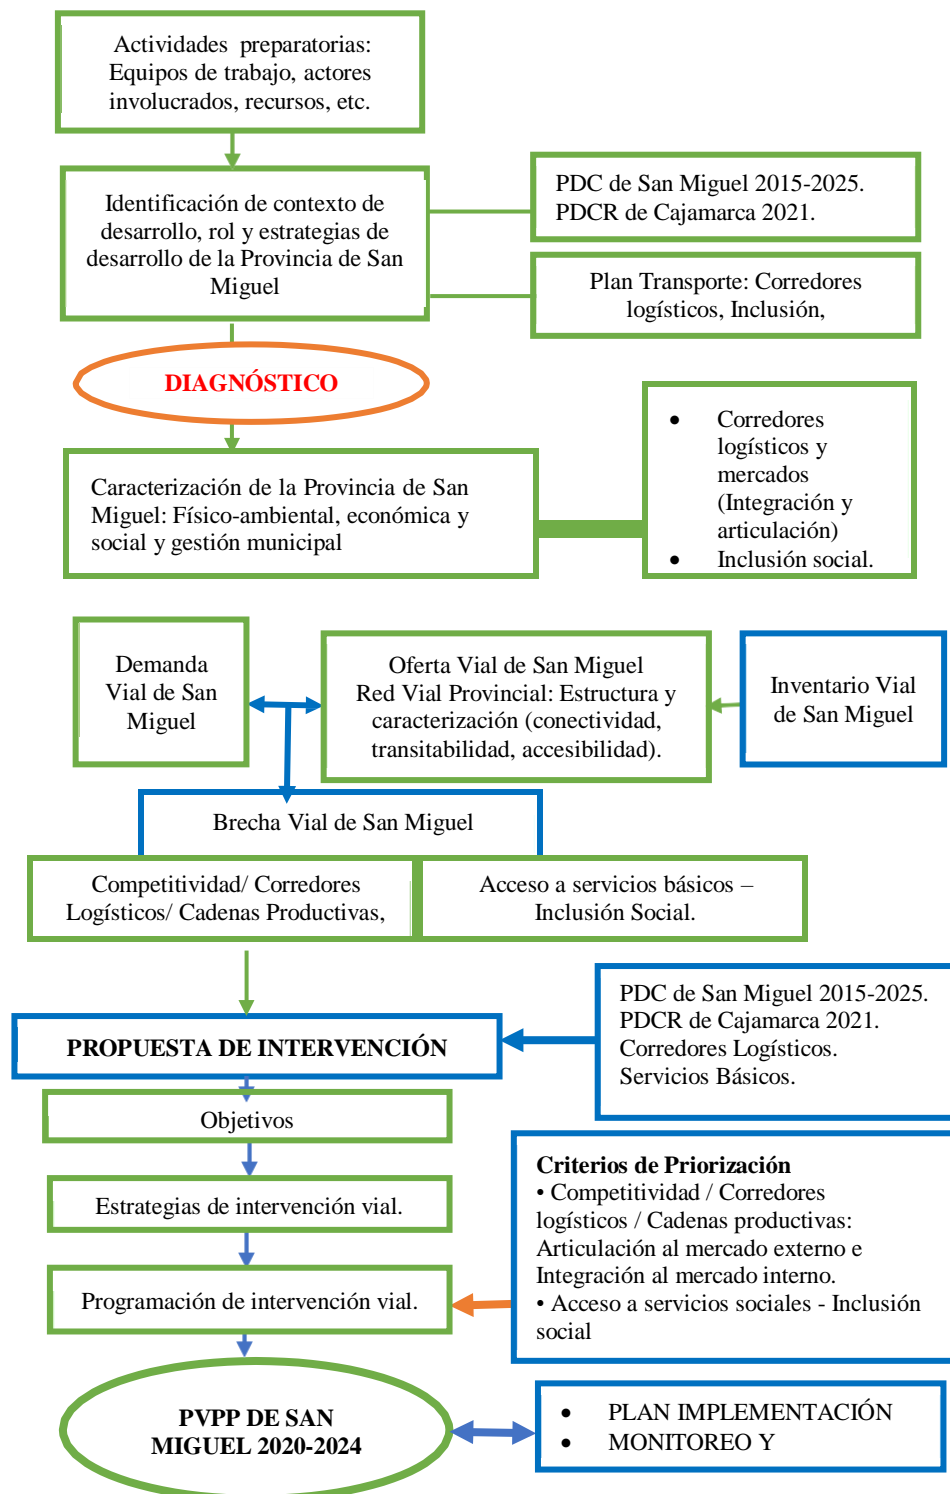 Actividades preparatorias:
Equipos de trabajo, actores
involucrados, recursos, etc.
Identificación de contexto de
desarrollo, rol y estrategias de
desarrollo de la Provincia de San
Miguel
PDC de San Miguel 2015-2025.
PDCR de Cajamarca 2021.
Plan Transporte: Corredores
logísticos, Inclusión,
DIAGNÓSTICO
Caracterización de la Provincia de San
Miguel: Físico-ambiental, económica y
social y gestión municipal
• Corredores
logísticos y
mercados
(Integración y
articulación)
• Inclusión social.
Demanda
Vial de San
Miguel
Oferta Vial de San Miguel
Red Vial Provincial: Estructura y
caracterización (conectividad,
transitabilidad, accesibilidad).
Inventario Vial
de San Miguel
Brecha Vial de San Miguel
Competitividad/ Corredores
Logísticos/ Cadenas Productivas,
Acceso a servicios básicos –
Inclusión Social.
PROPUESTA DE INTERVENCIÓN
PDC de San Miguel 2015-2025.
PDCR de Cajamarca 2021.
Corredores Logísticos.
Servicios Básicos.
Objetivos
Estrategias de intervención vial.
Programación de intervención vial.
Criterios de Priorización
• Competitividad / Corredores
logísticos / Cadenas productivas:
Articulación al mercado externo e
Integración al mercado interno.
• Acceso a servicios sociales - Inclusión
social
PVPP DE SAN
MIGUEL 2020-2024
• PLAN IMPLEMENTACIÓN
• MONITOREO Y